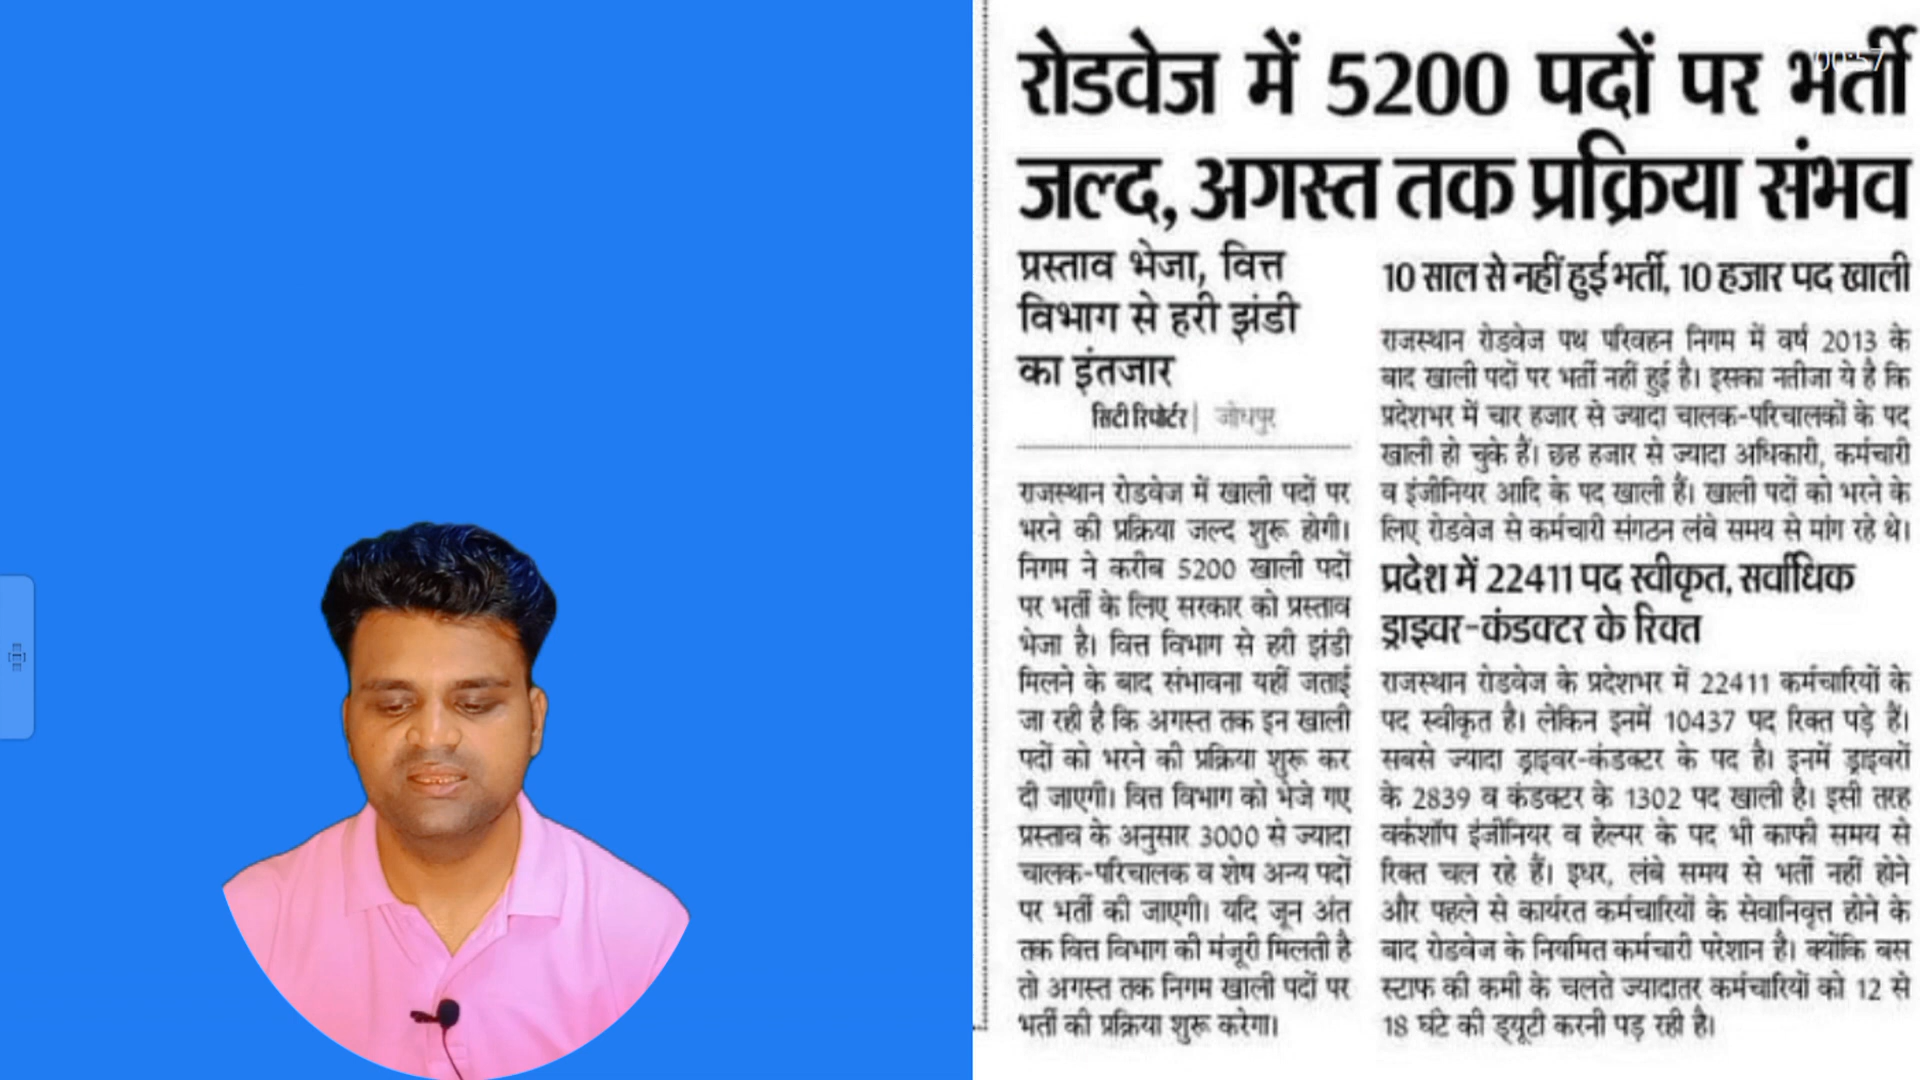 रोडवेज में 5200 पदों पर भर्ती
जल्द, अगस्त तक प्रक्रिया संभव
00:57
प्रस्ताव भेजा, वित्त
विभाग से हरी झंडी
का इंतजार
सिटी रिपोर्टर| जोधपुर
राजस्थान रोडवेज में खाली पदों पर
भरने की प्रक्रिया जल्द शुरू होगी।
निगम ने करीब 5200 खाली पदों
पर भर्ती के लिए सरकार को प्रस्ताव
भेजा है। वित्त विभाग से हरी झंडी
मिलने के बाद संभावना यहीं जताई
जा रही है कि अगस्त तक इन खाली
पदों को भरने की प्रक्रिया शुरू कर
दी जाएगी। वित्त विभाग को भेजे गए
प्रस्ताव के अनुसार 3000 से ज्यादा
चालक-परिचालक व शेष अन्य पदों
पर भर्ती की जाएगी। यदि जून अंत
तक वित्त विभाग की मंजूरी मिलती है
तो अगस्त तक निगम खाली पदों पर
भर्ती की प्रक्रिया शुरू करेगा।
10 साल से नहीं हुई भर्ती, 10 हजार पद खाली
राजस्थान रोडवेज पथ परिवहन निगम में वर्ष 2013 के
बाद खाली पदों पर भर्ती नहीं हुई है। इसका नतीजा ये है कि
प्रदेशभर में चार हजार से ज्यादा चालक-परिचालकों के पद
खाली हो चुके हैं। छह हजार से ज्यादा अधिकारी, कर्मचारी
व इंजीनियर आदि के पद खाली हैं। खाली पदों को भरने के
लिए रोडवेज से कर्मचारी संगठन लंबे समय से मांग रहे थे।
प्रदेश में 22411 पद स्वीकृत, सर्वाधिक
ड्राइवर-कंडक्टर के रिक्त
राजस्थान रोडवेज के प्रदेशभर में 22411 कर्मचारियों के
पद स्वीकृत है। लेकिन इनमें 10437 पद रिक्त पड़े हैं।
सबसे ज्यादा ड्राइवर-कंडक्टर के पद है। इनमें ड्राइवरों
के 2839 व कंडक्टर के 1302 पद खाली है। इसी तरह
वर्कशॉप इंजीनियर व हेल्पर के पद भी काफी समय से
रिक्त चल रहे हैं। इधर, लंबे समय से भर्ती नहीं होने
और पहले से कार्यरत कर्मचारियों के सेवानिवृत्त होने के
बाद रोडवेज के नियमित कर्मचारी परेशान है। क्योंकि बस
स्टाफ की कमी के चलते ज्यादातर कर्मचारियों को 12 से
18 घंटे की ड्यूटी करनी पड़ रही है।